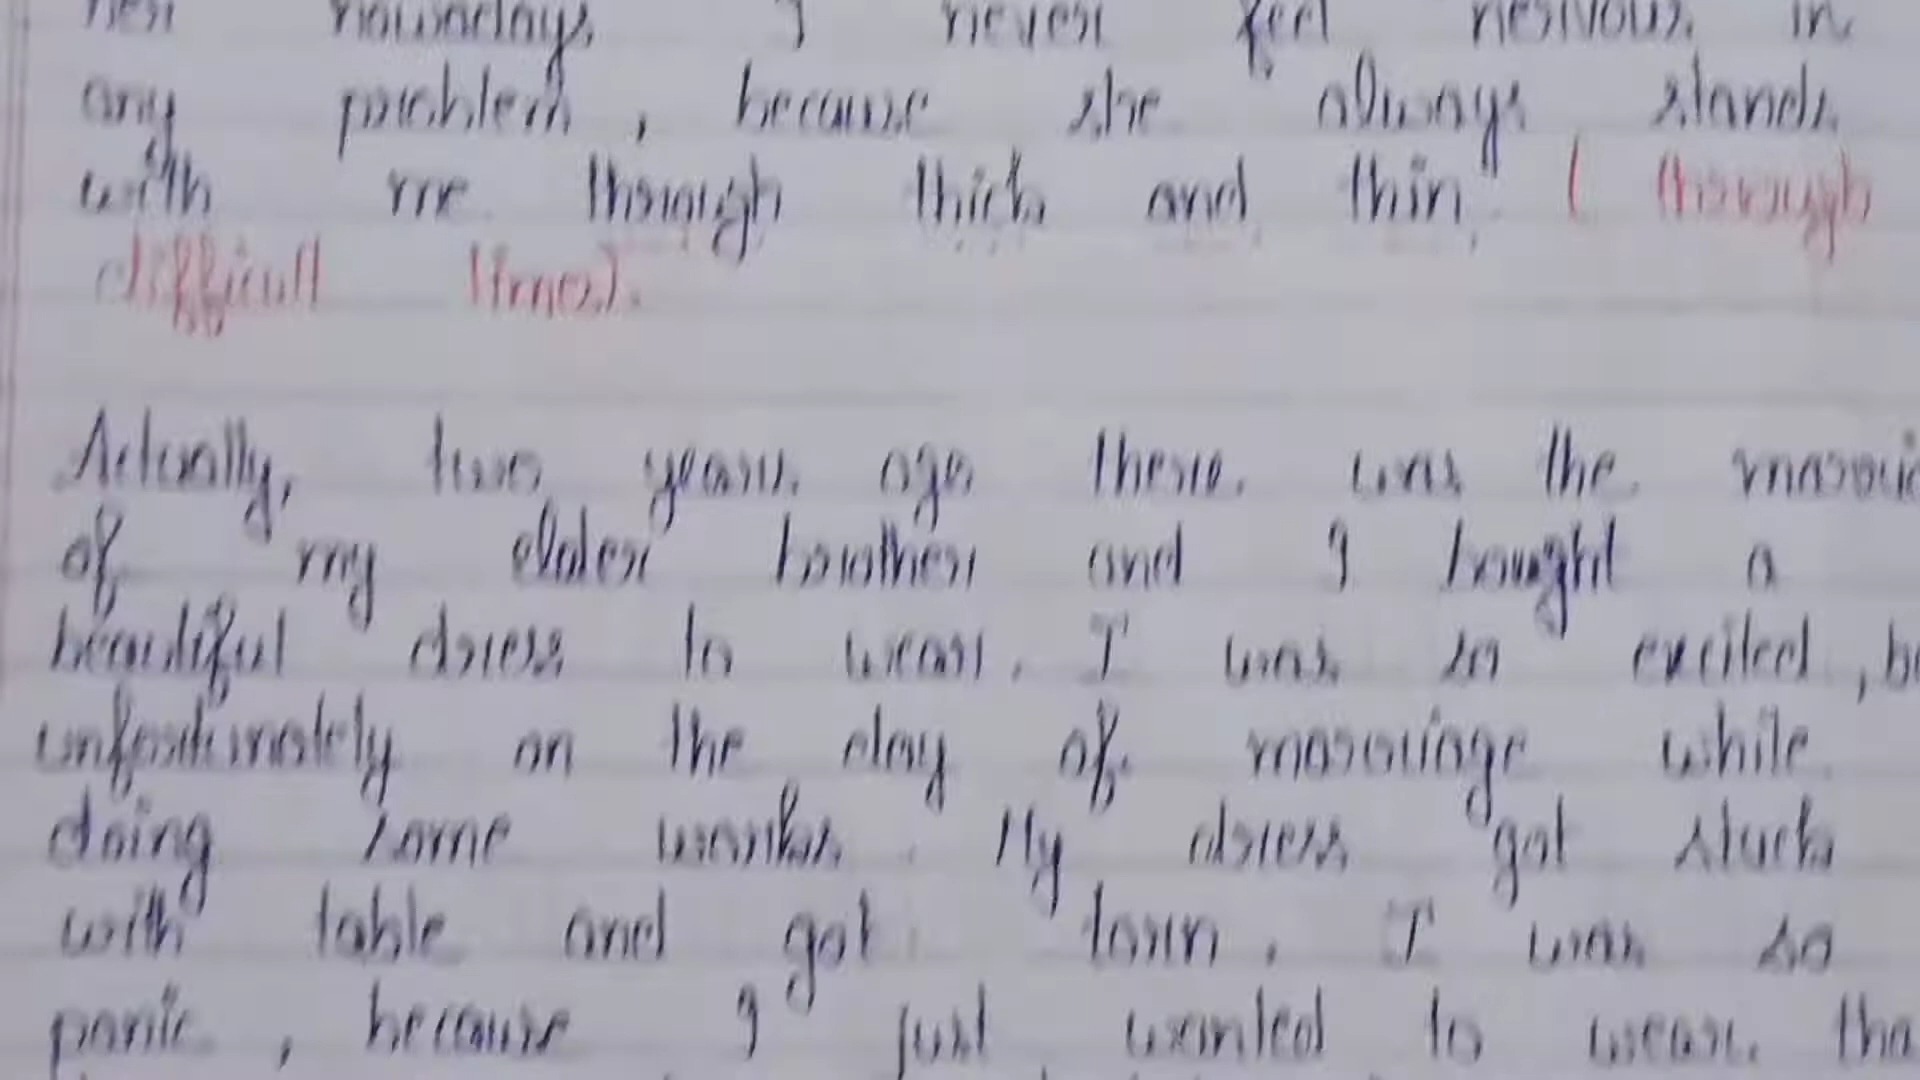 her nowadays I never feel nervous in
any problem, because she always stands
with me through thick and thin (through
difficult times).
Actually, two years ago there was the
of my elder brother and I bought a
beautiful dress to wear. I was so excited,
unfortunately on the day of marriage while
doing some works. My dress got stuck
with table and got torn. I was so
panic, because I just wanted to wear